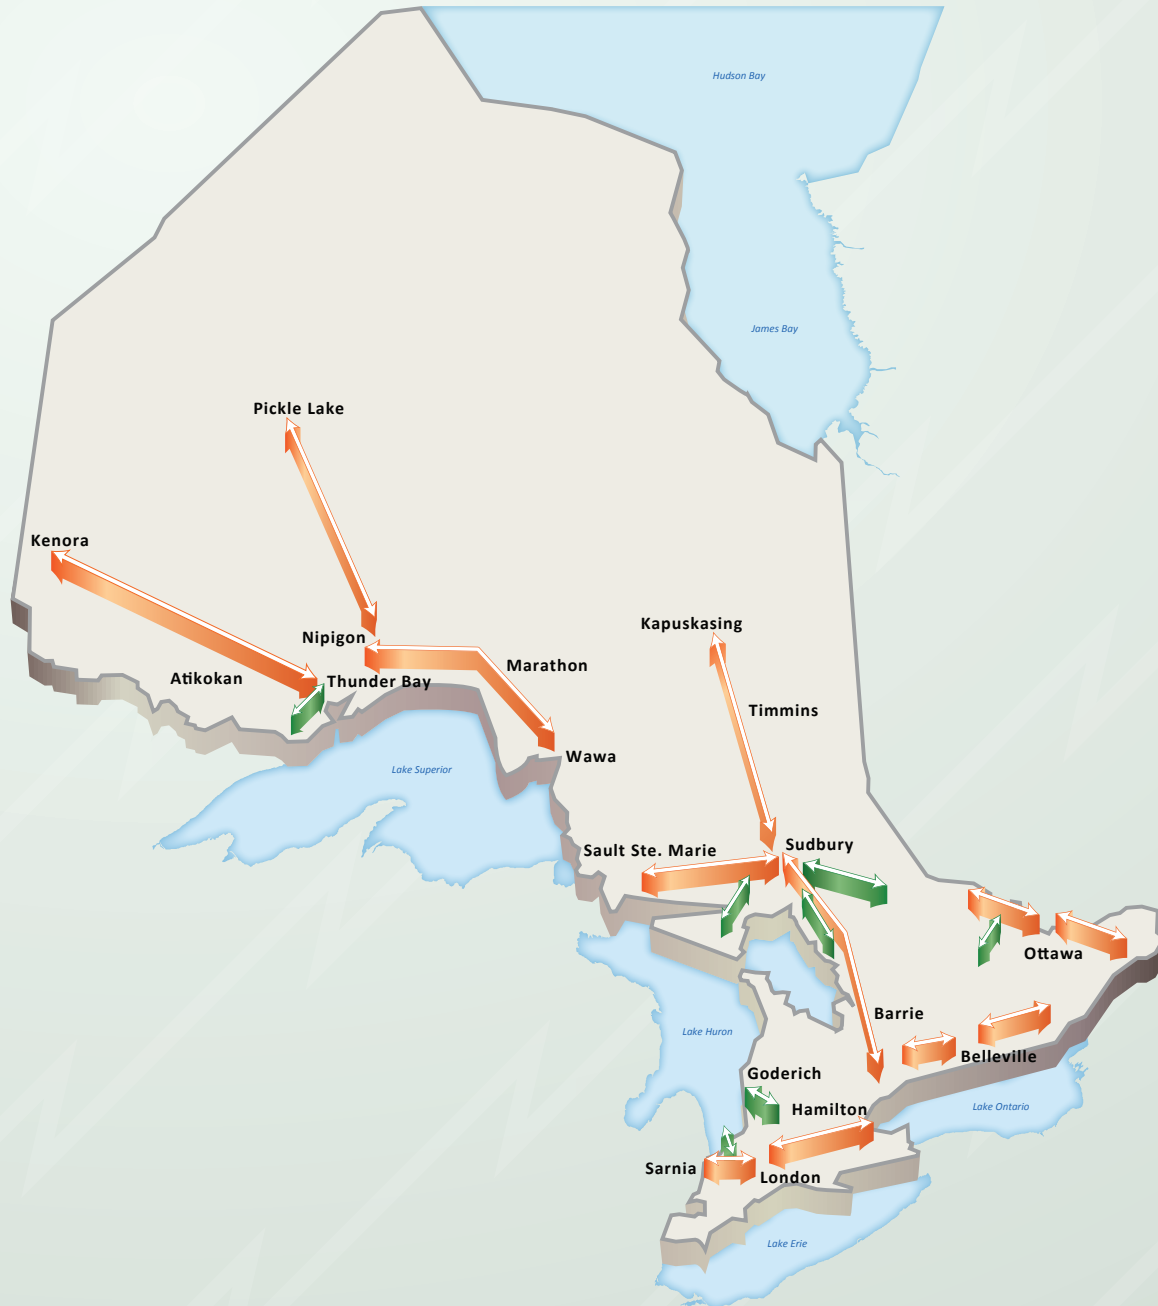 Hudson Bay
James Bay
Pickle Lake
Kenora
Kapuskasing
Nipigon
Marathon
Atikokan
Thunder Bay
Timmins
Wawa
Lake Superior
Sudbury
Sault Ste. Marie
Ottawa
Barrie
Lake Huron
Belleville
Goderich
Lake Ontario
Hamilton
Sarnia
London
Lake Erie